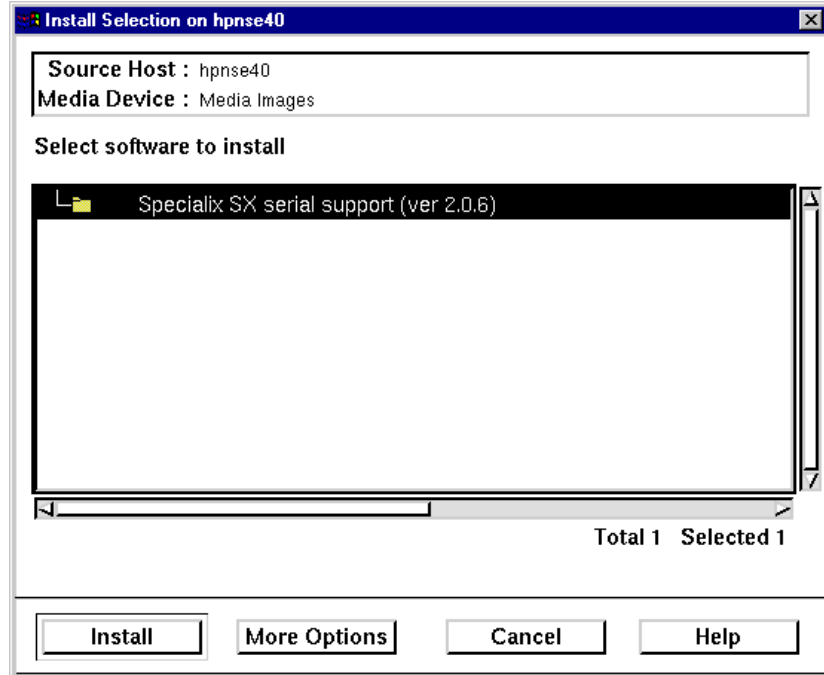 Install Selection on hpnse40
Source Host : hpnse40
Media Device : Media Images
Select software to install
Specialix SX serial support (ver 2.0.6)
Total 1 Selected 1
Install More Options Cancel Help